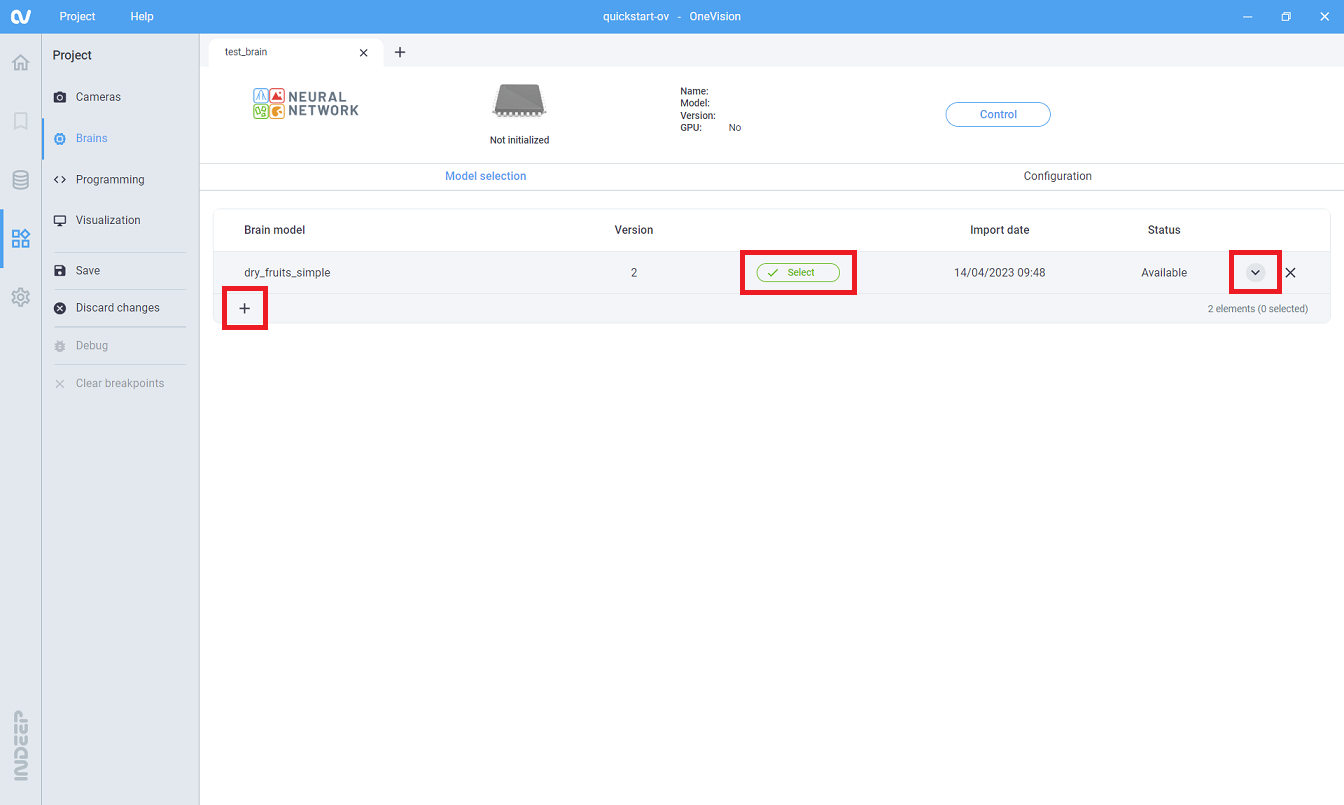 Project Help quickstart-ov - OneVision
Project
Cameras
Brains
Programming
Visualization
Save
Discard changes
Debug
Clear breakpoints
INDEEP
test_brain
NEURAL
NETWORK
Not initialized
Name:
Model:
Version:
GPU: No
Control
Model selection Configuration
Brain model Version Import date Status
dry_fruits_simple 2 Select 14/04/2023 09:48 Available
2 elements (0 selected)